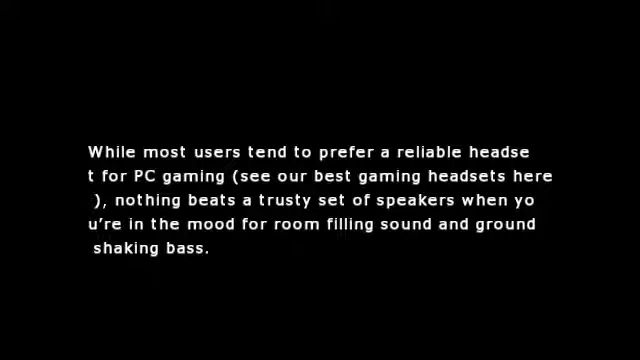 While most users tend to prefer a reliable headse
t for PC gaming (see our best gaming headsets here
), nothing beats a trusty set of speakers when yo
u’re in the mood for room filling sound and ground
shaking bass.